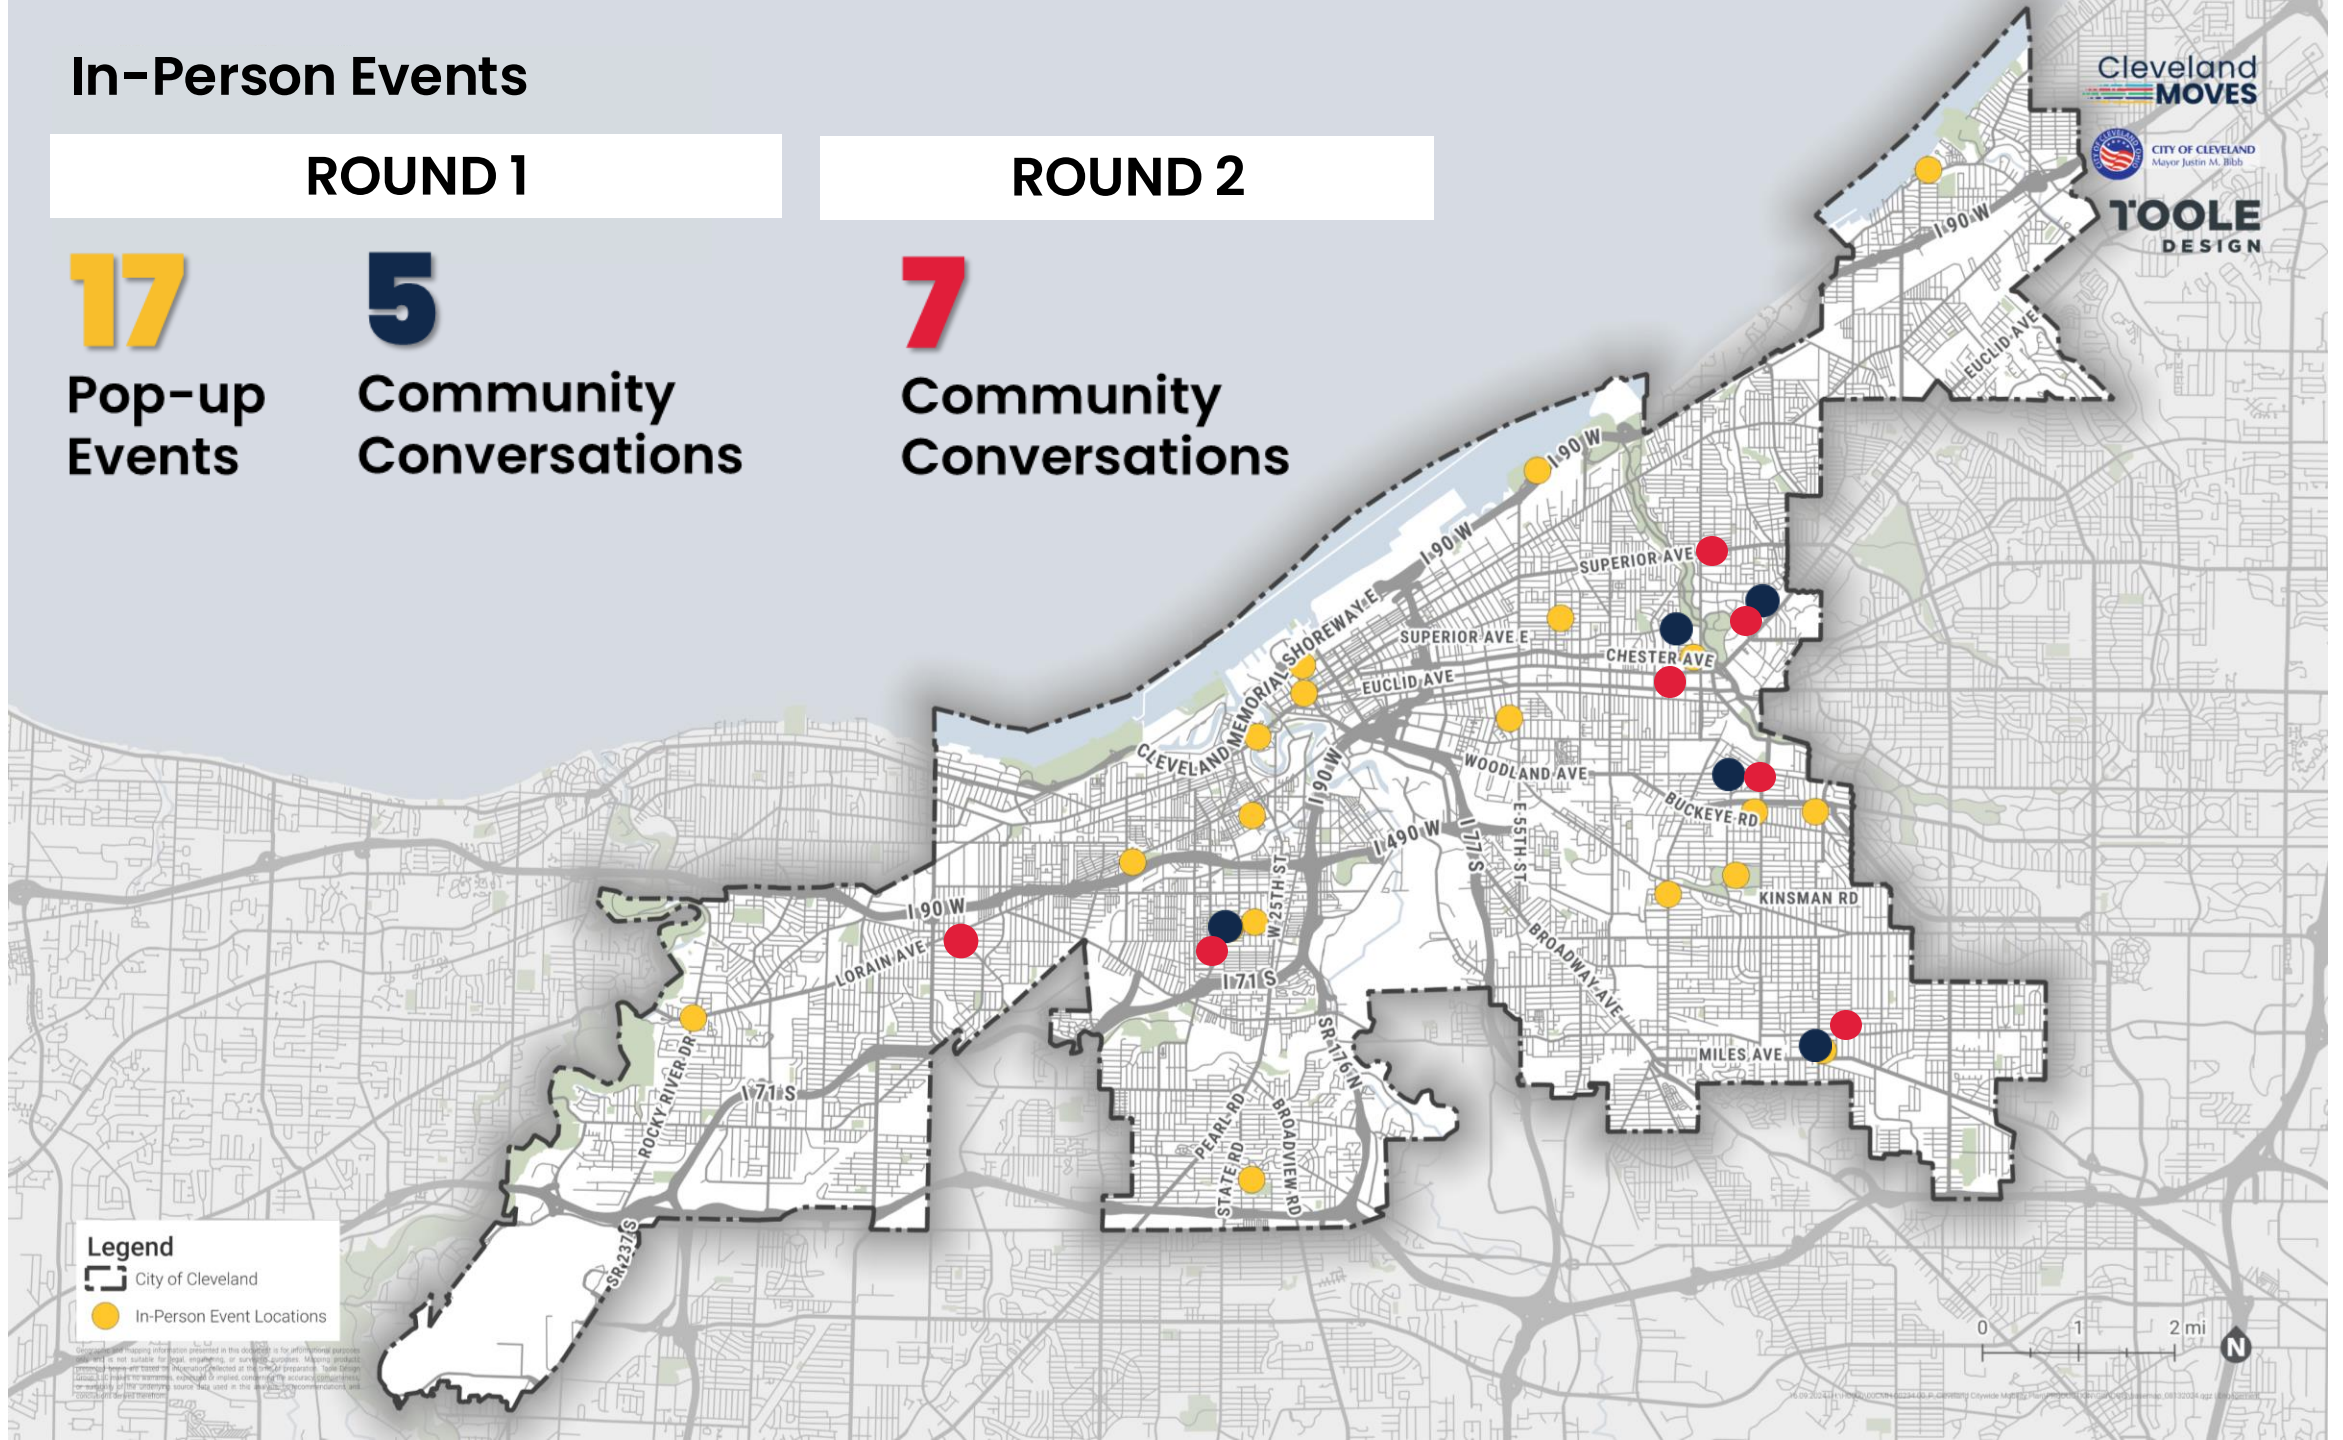 In-Person Events
ROUND 1
ROUND 2
17
Pop-up
Events
5
Community
Conversations
7
Community
Conversations
Cleveland
MOVES
CITY OF CLEVELAND
Mayor Justin M. Bibb
TOOLE
DESIGN
I 90 W
EUCLID AVE
I 90 W
I 90 W
SUPERIOR AVE
SUPERIOR AVE E
CHESTER AVE
EUCLID AVE
CLEVELAND MEMORIAL SHOREWAY E
I 90 W
WOODLAND AVE
BUCKEYE RD
E 55TH ST
I 77 S
I 490 W
W 25TH ST
KINSMAN RD
I 90 W
LORAIN AVE
BROADWAY AVE
I 71 S
SR 176 N
MILES AVE
ROCKY RIVER DR
I 71 S
PEARL RD
STATE RD
BROADVIEW RD
SR 237 S
Legend
City of Cleveland
In-Person Event Locations
0 1 2 mi
N